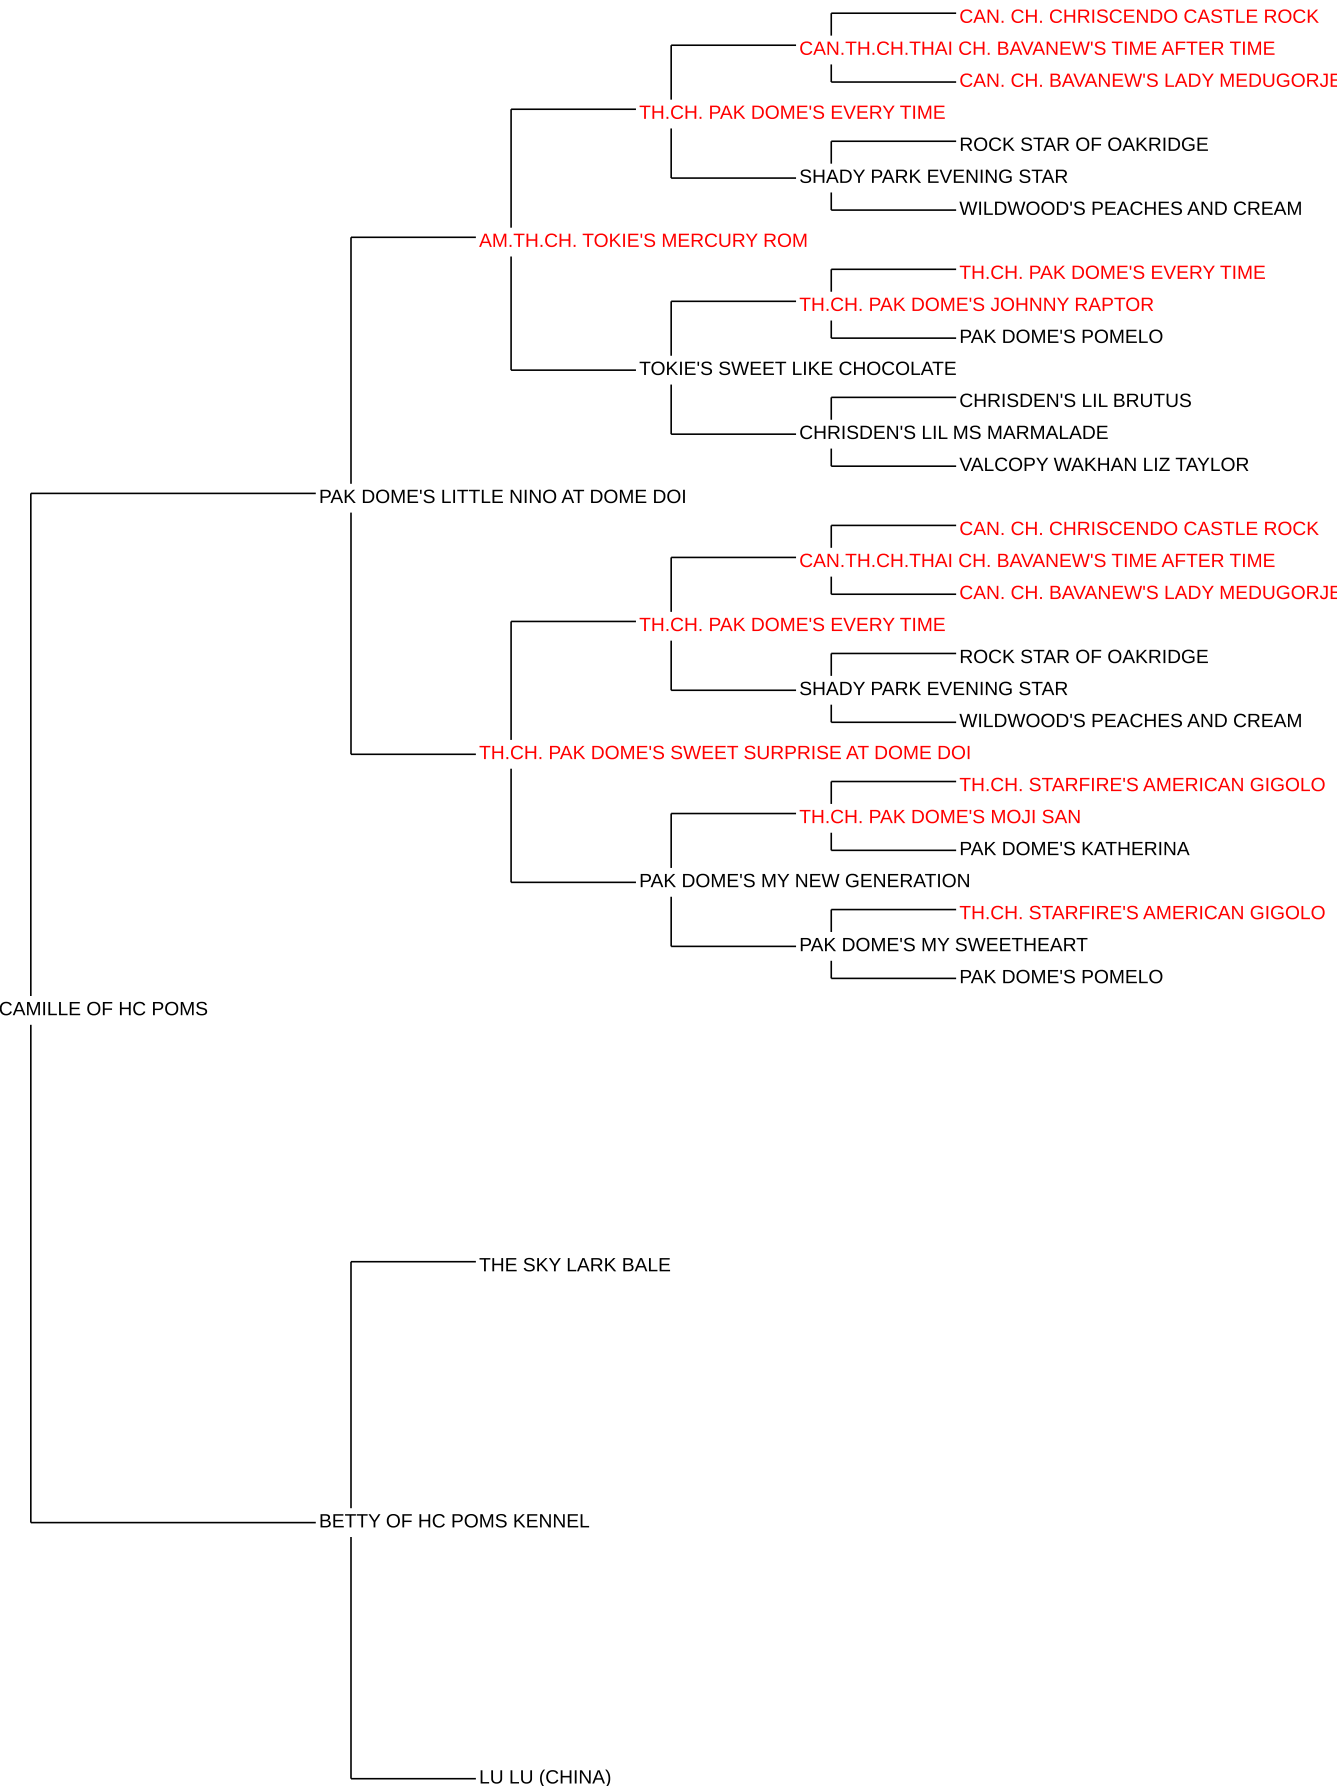 CAN. CH. CHRISCENDO CASTLE ROCK
CAN.TH.CH.THAI CH. BAVANEW'S TIME AFTER TIME
CAN. CH. BAVANEW'S LADY MEDUGORJE
TH.CH. PAK DOME'S EVERY TIME
ROCK STAR OF OAKRIDGE
SHADY PARK EVENING STAR
WILDWOOD'S PEACHES AND CREAM
AM.TH.CH. TOKIE'S MERCURY ROM
TH.CH. PAK DOME'S EVERY TIME
TH.CH. PAK DOME'S JOHNNY RAPTOR
PAK DOME'S POMELO
TOKIE'S SWEET LIKE CHOCOLATE
CHRISDEN'S LIL BRUTUS
CHRISDEN'S LIL MS MARMALADE
VALCOPY WAKHAN LIZ TAYLOR
PAK DOME'S LITTLE NINO AT DOME DOI
CAN. CH. CHRISCENDO CASTLE ROCK
CAN.TH.CH.THAI CH. BAVANEW'S TIME AFTER TIME
CAN. CH. BAVANEW'S LADY MEDUGORJE
TH.CH. PAK DOME'S EVERY TIME
ROCK STAR OF OAKRIDGE
SHADY PARK EVENING STAR
WILDWOOD'S PEACHES AND CREAM
TH.CH. PAK DOME'S SWEET SURPRISE AT DOME DOI
TH.CH. STARFIRE'S AMERICAN GIGOLO
TH.CH. PAK DOME'S MOJI SAN
PAK DOME'S KATHERINA
PAK DOME'S MY NEW GENERATION
TH.CH. STARFIRE'S AMERICAN GIGOLO
PAK DOME'S MY SWEETHEART
PAK DOME'S POMELO
CAMILLE OF HC POMS
THE SKY LARK BALE
BETTY OF HC POMS KENNEL
LU LU (CHINA)